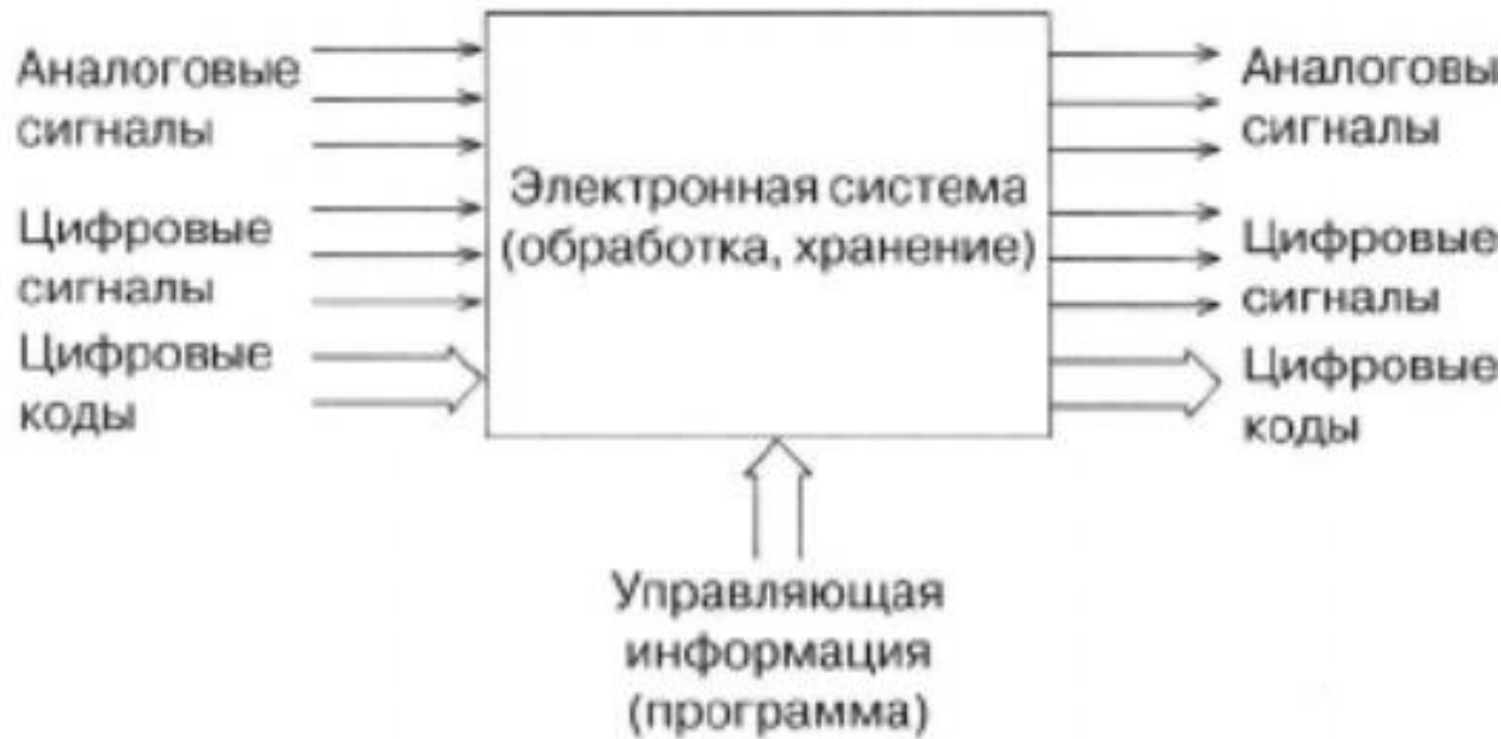 Аналоговые
сигналы
Цифровые
сигналы
Цифровые
коды
Электронная система
(обработка, хранение)
Аналоговы
сигналы
Цифровые
сигналы
Цифровые
коды
Управляющая
информация
(программа)